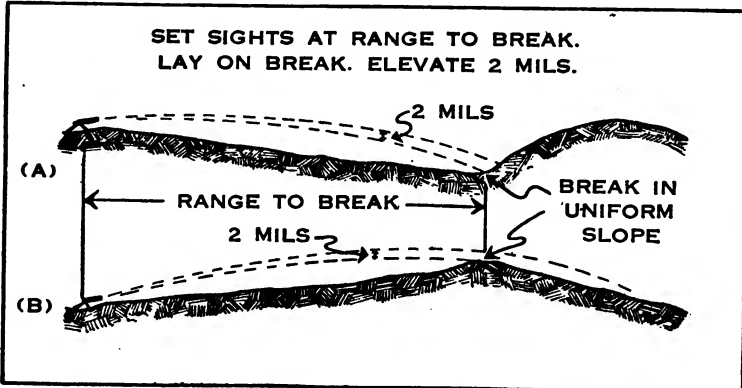 SET SIGHTS AT RANGE TO BREAK.
LAY ON BREAK. ELEVATE 2 MILS.
2 MILS
(A)
RANGE TO BREAK
BREAK IN
UNIFORM
SLOPE
2 MILS
(B)